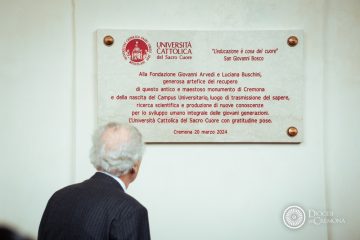 UNIVERSITÀ
CATTOLICA
del Sacro Cuore
"L'educazione è cosa del cuore"
San Giovanni Bosco
Alla Fondazione Giovanni Arvedi e Luciana Buschini,
generosa artefice del recupero
di questo antico e maestoso monumento di Cremona
e della nascita del Campus Universitario, luogo di trasmissione del sapere,
ricerca scientifica e produzione di nuove conoscenze
per lo sviluppo umano integrale delle giovani generazioni.
L'Università Cattolica del Sacro Cuore con gratitudine pose.
Cremona 20 marzo 2024
DIOCESI
DI CREMONA